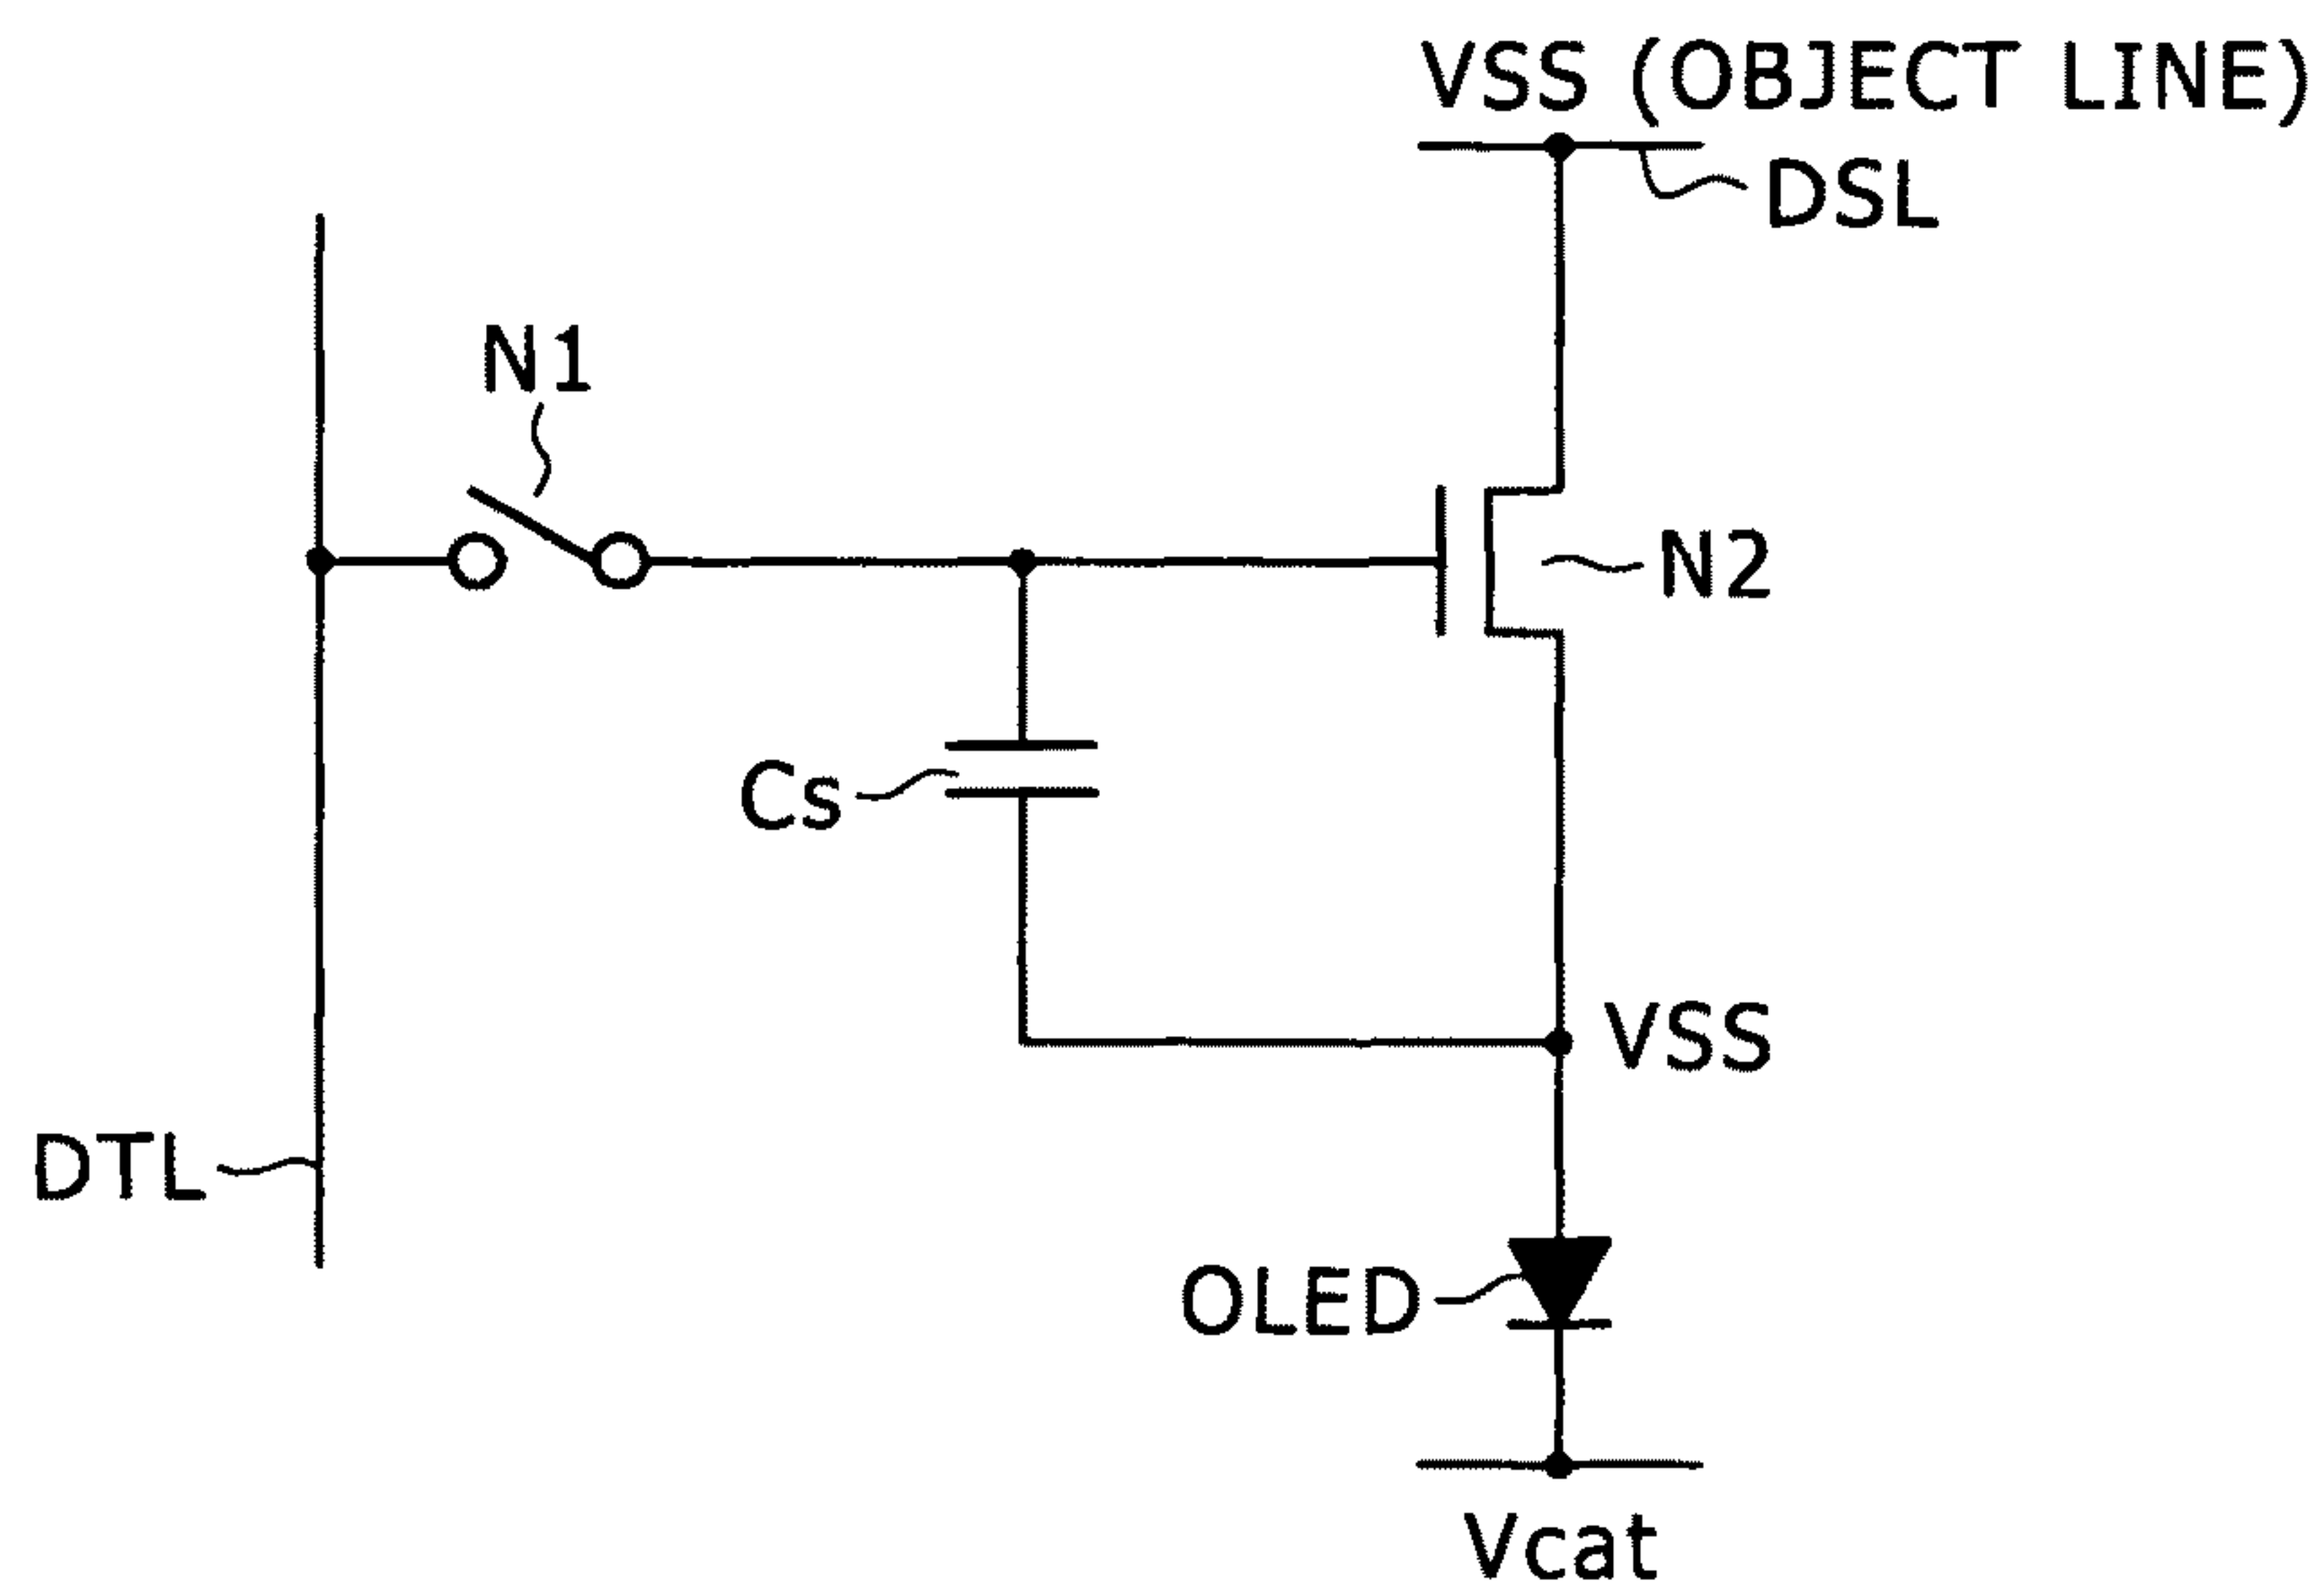 VSS (OBJECT LINE)
DSL
N1
N2
Cs
VSS
DTL
OLED
Vcat